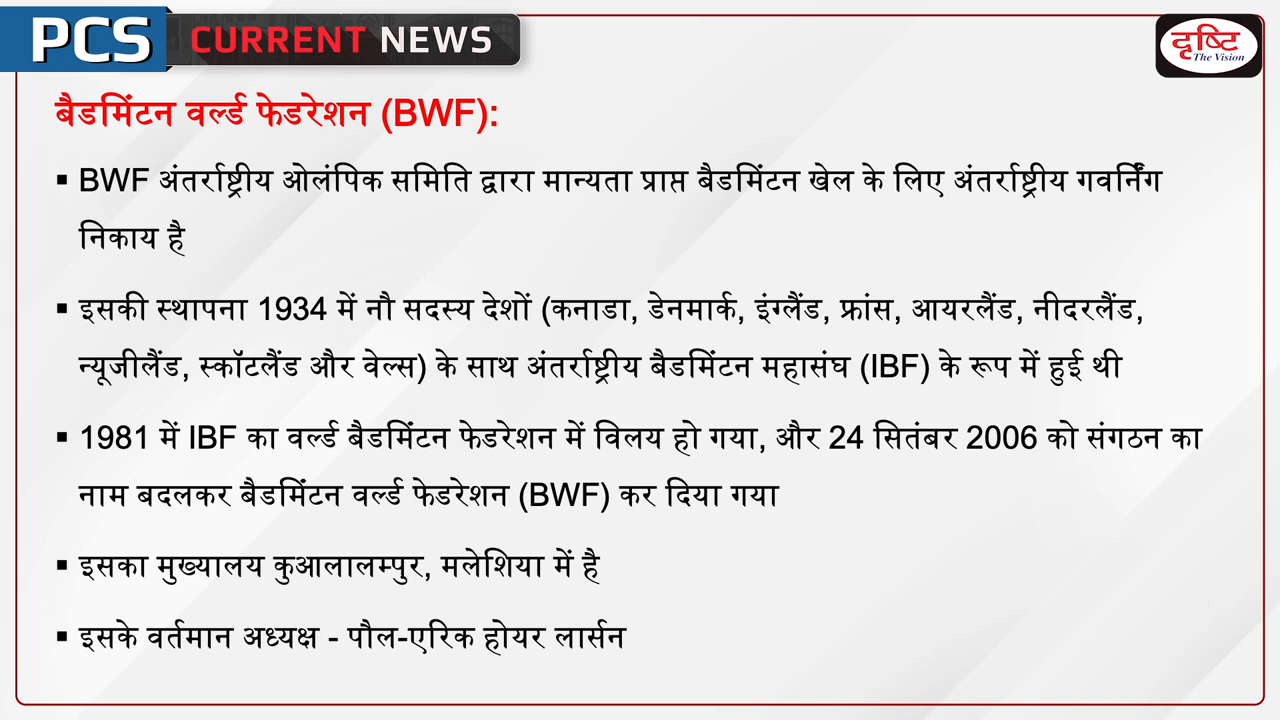 PCS CURRENT NEWS
दृष्टि
The Vision
बैडमिंटन वर्ल्ड फेडरेशन (BWF):
▪ BWF अंतर्राष्ट्रीय ओलंपिक समिति द्वारा मान्यता प्राप्त बैडमिंटन खेल के लिए अंतर्राष्ट्रीय गवर्निंग
निकाय है
▪ इसकी स्थापना 1934 में नौ सदस्य देशों (कनाडा, डेनमार्क, इंग्लैंड, फ्रांस, आयरलैंड, नीदरलैंड,
न्यूजीलैंड, स्कॉटलैंड और वेल्स) के साथ अंतर्राष्ट्रीय बैडमिंटन महासंघ (IBF) के रूप में हुई थी
▪ 1981 में IBF का वर्ल्ड बैडमिंटन फेडरेशन में विलय हो गया, और 24 सितंबर 2006 को संगठन का
नाम बदलकर बैडमिंटन वर्ल्ड फेडरेशन (BWF) कर दिया गया
▪ इसका मुख्यालय कुआलालम्पुर, मलेशिया में है
▪ इसके वर्तमान अध्यक्ष - पौल-एरिक होयर लार्सन